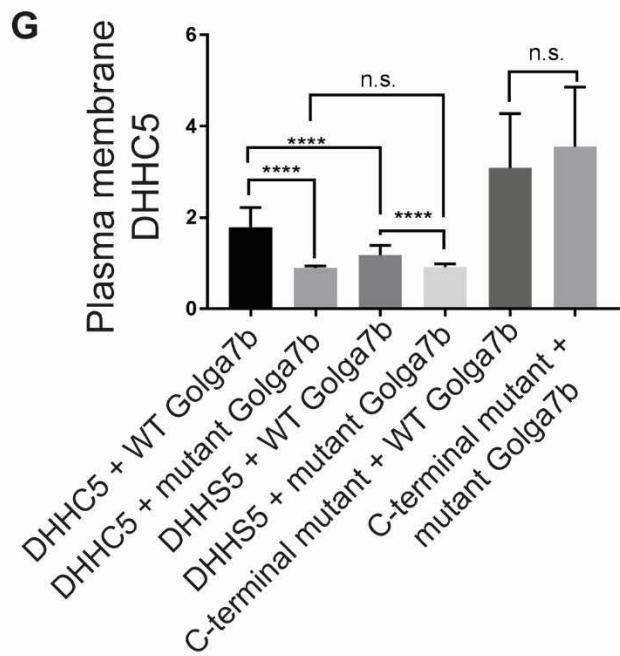 G
Plasma membrane
DHHC5
6
4
2
0
n.s.
n.s.
****
****
****
DHHC5 + WT Golga7b
DHHC5 + mutant Golga7b
DHHS5 + WT Golga7b
DHHS5 + mutant Golga7b
C-terminal mutant + WT Golga7b
C-terminal mutant +
mutant Golga7b